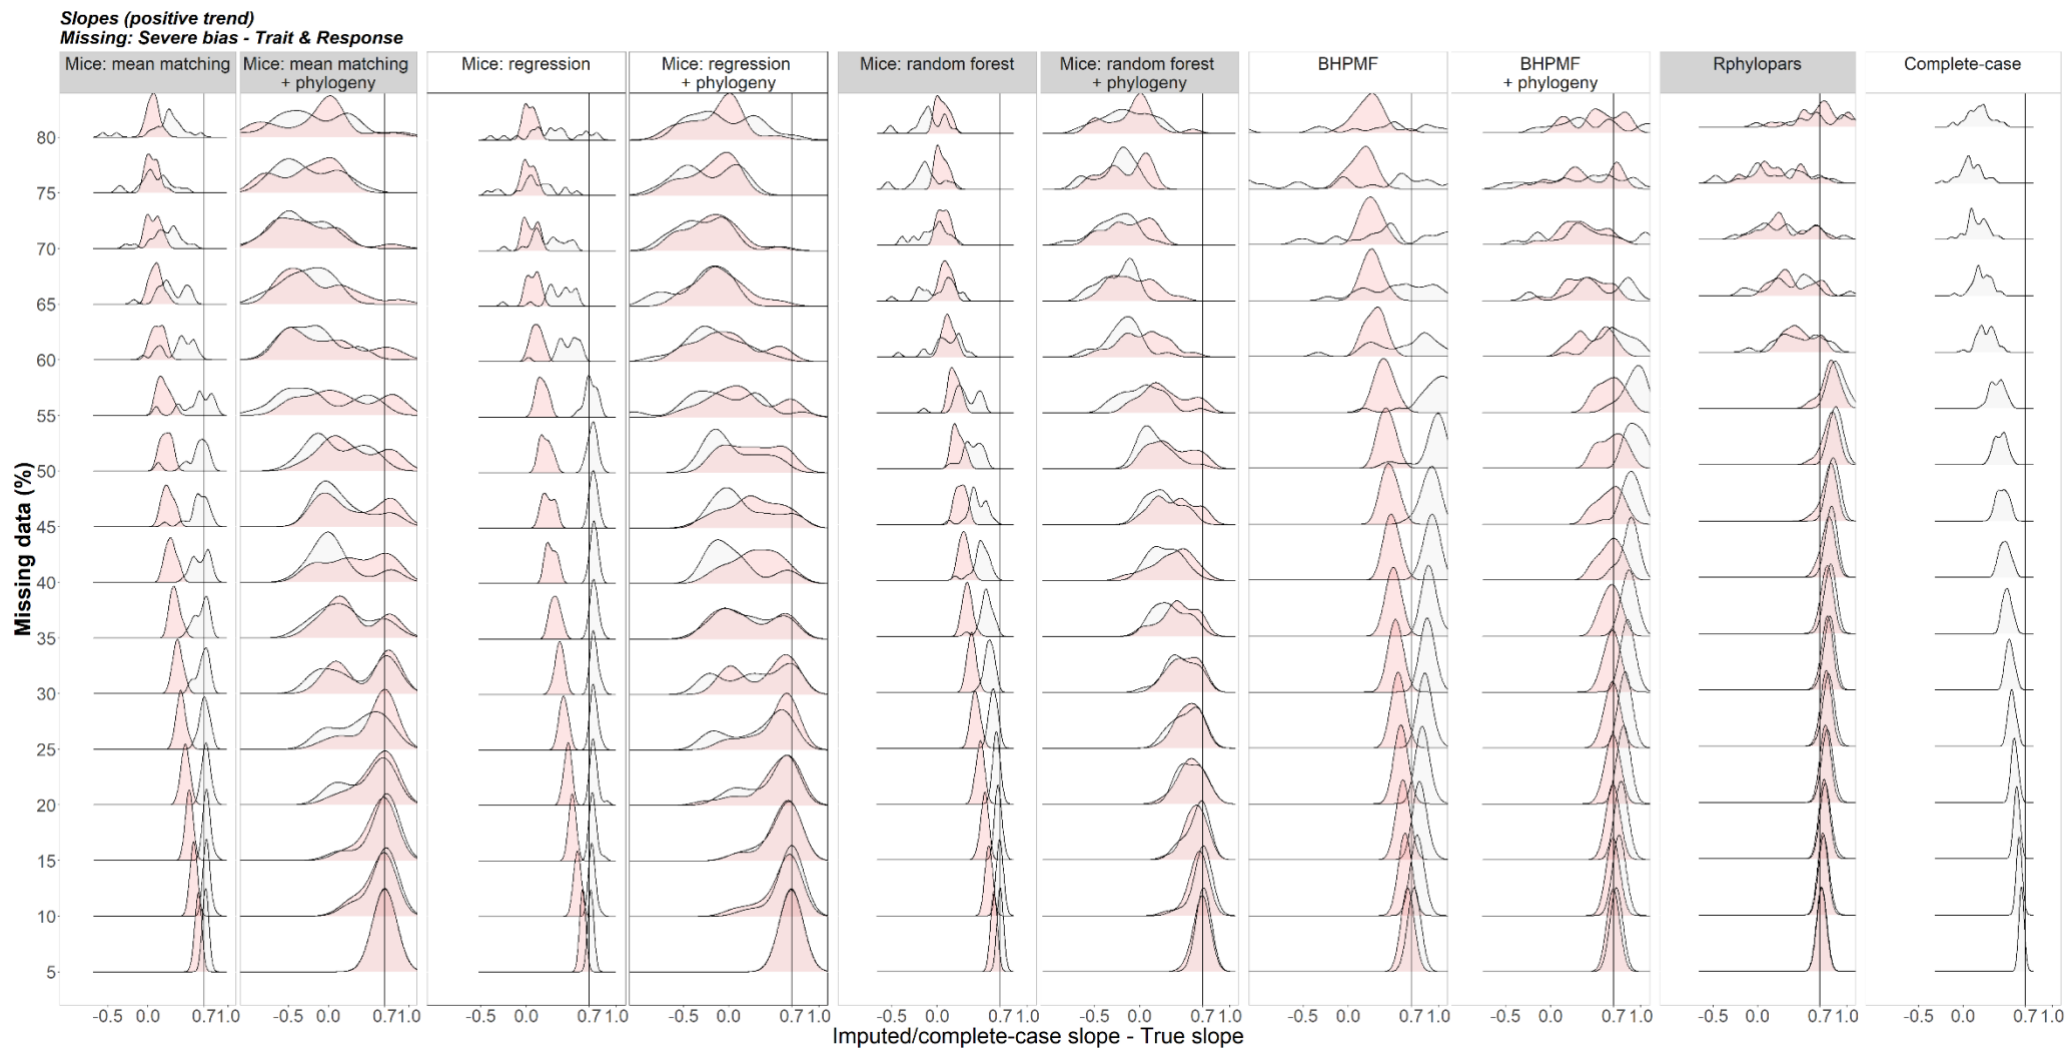 Slopes (positive trend)
Missing: Severe bias - Trait & Response
Mice: mean matching
Mice: mean matching
+ phylogeny
Mice: regression
Mice: regression
+ phylogeny
Mice: random forest
Mice: random forest
+ phylogeny
BHPMF
BHPMF
+ phylogeny
Rphylopars
Complete-case
Missing data (%)
80
75
70
65
60
55
50
45
40
35
30
25
20
15
10
5
-0.5 0.0 0.71.0
-0.5 0.0 0.71.0
-0.5 0.0 0.71.0
-0.5 0.0 0.71.0
-0.5 0.0 0.71.0
-0.5 0.0 0.71.0
-0.5 0.0 0.71.0
-0.5 0.0 0.71.0
-0.5 0.0 0.71.0
-0.5 0.0 0.71.0
Imputed/complete-case slope - True slope